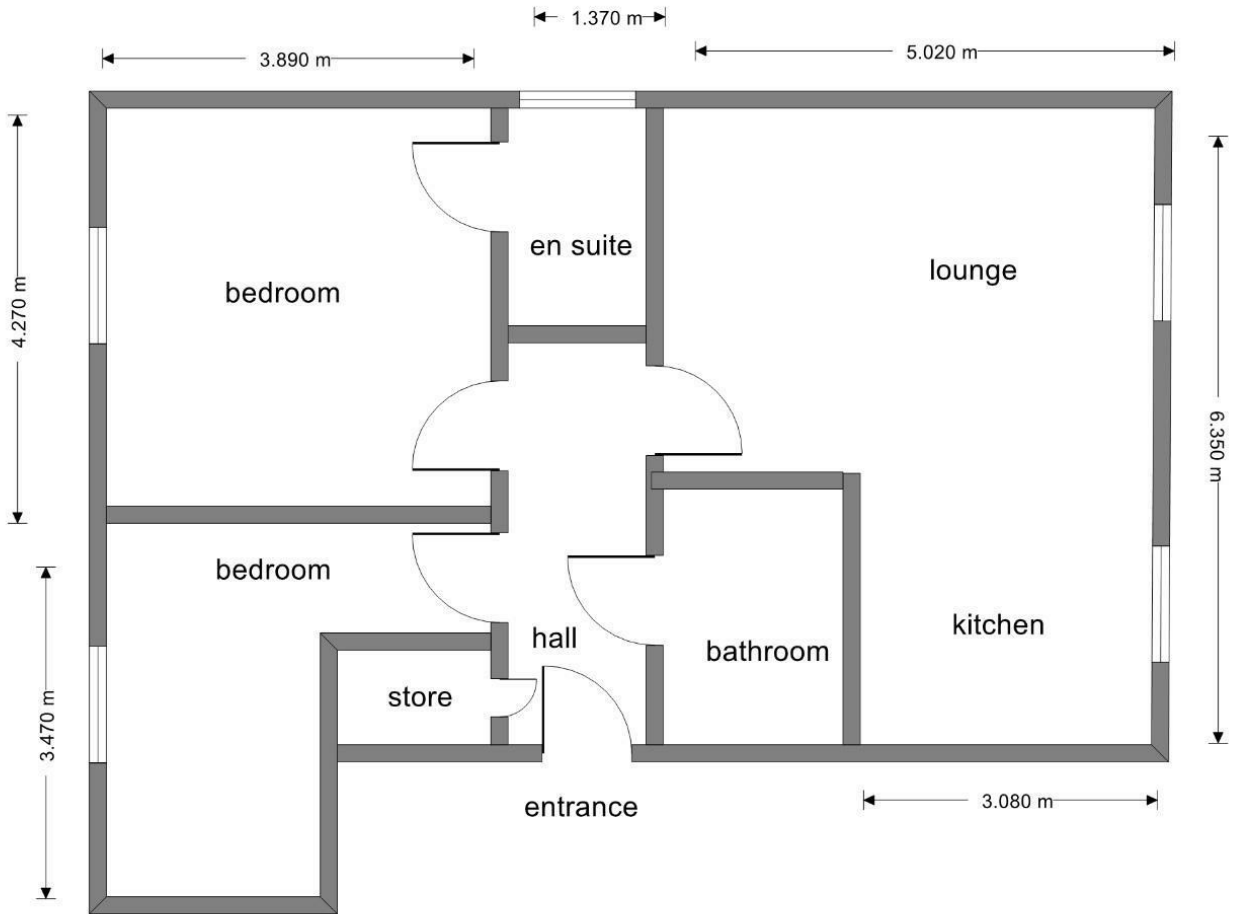 1.370 m
3.890 m
5.020 m
en suite
lounge
bedroom
4.270 m
6.350 m
bedroom
kitchen
hall
bathroom
store
3.470 m
3.080 m
entrance